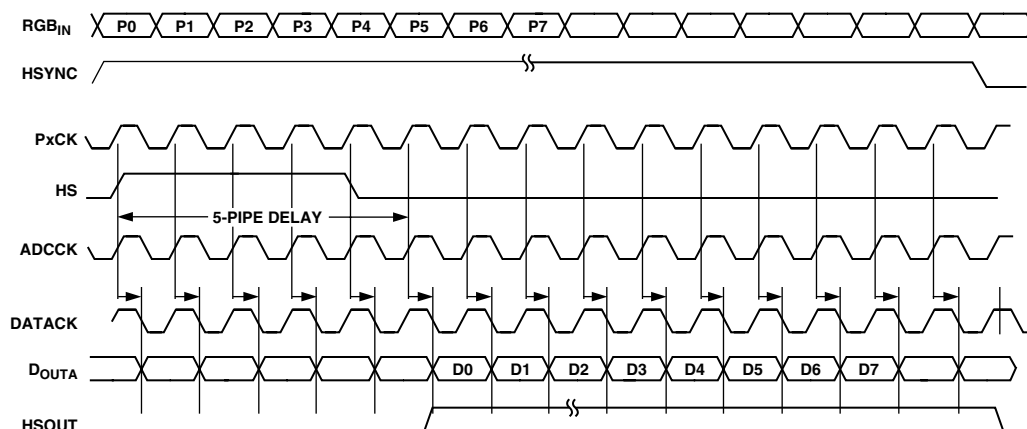 RGBIN P0 P1 P2 P3 P4 P5 P6 P7
HSYNC
PxCK
HS
5-PIPE DELAY
ADCCK
DATACK
DOUTA D0 D1 D2 D3 D4 D5 D6 D7
HSOUT